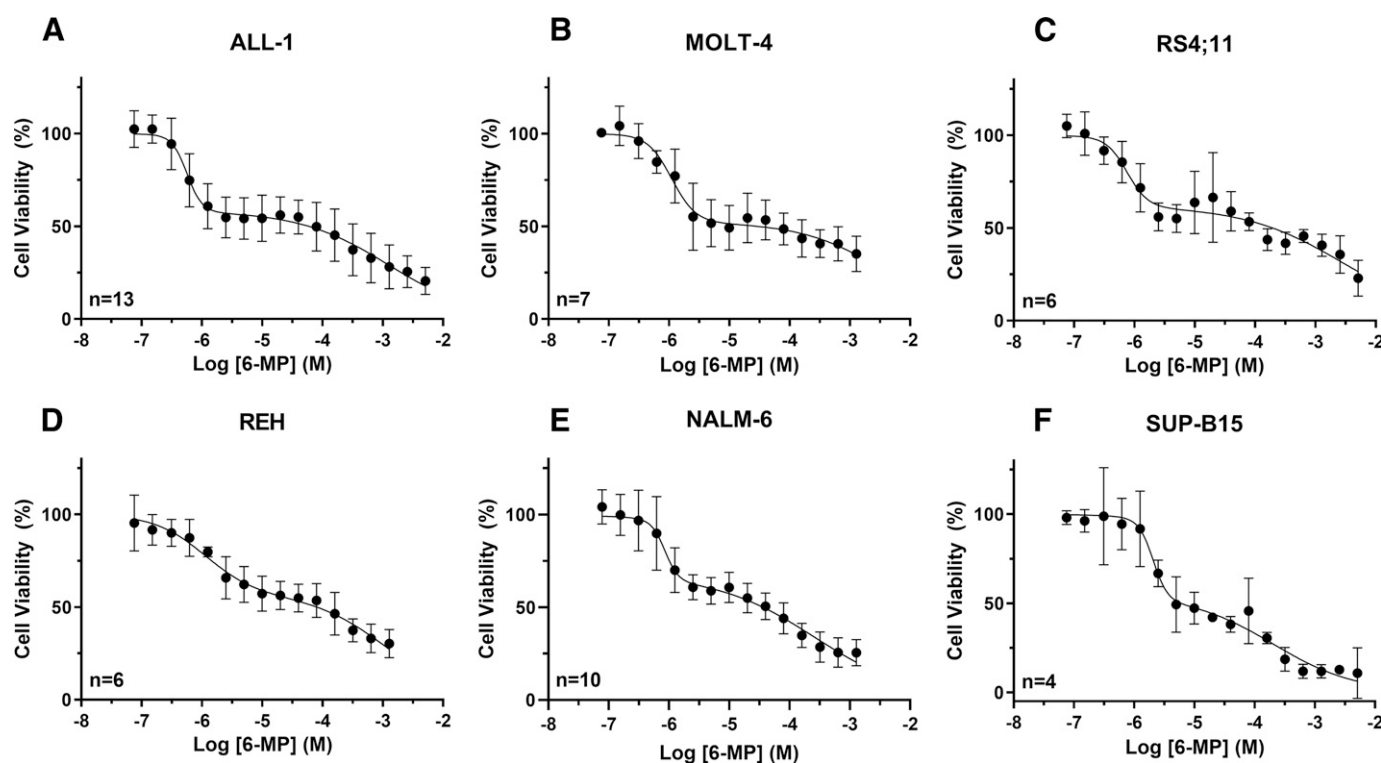 A
ALL-1
Cell Viability (%)
100
50
0
n=13
-8 -7 -6 -5 -4 -3 -2
Log [6-MP] (M)
B
MOLT-4
Cell Viability (%)
100
50
0
n=7
-8 -7 -6 -5 -4 -3 -2
Log [6-MP] (M)
C
RS4;11
Cell Viability (%)
100
50
0
n=6
-8 -7 -6 -5 -4 -3 -2
Log [6-MP] (M)
D
REH
Cell Viability (%)
100
50
0
n=6
-8 -7 -6 -5 -4 -3 -2
Log [6-MP] (M)
E
NALM-6
Cell Viability (%)
100
50
0
n=10
-8 -7 -6 -5 -4 -3 -2
Log [6-MP] (M)
F
SUP-B15
Cell Viability (%)
100
50
0
n=4
-8 -7 -6 -5 -4 -3 -2
Log [6-MP] (M)